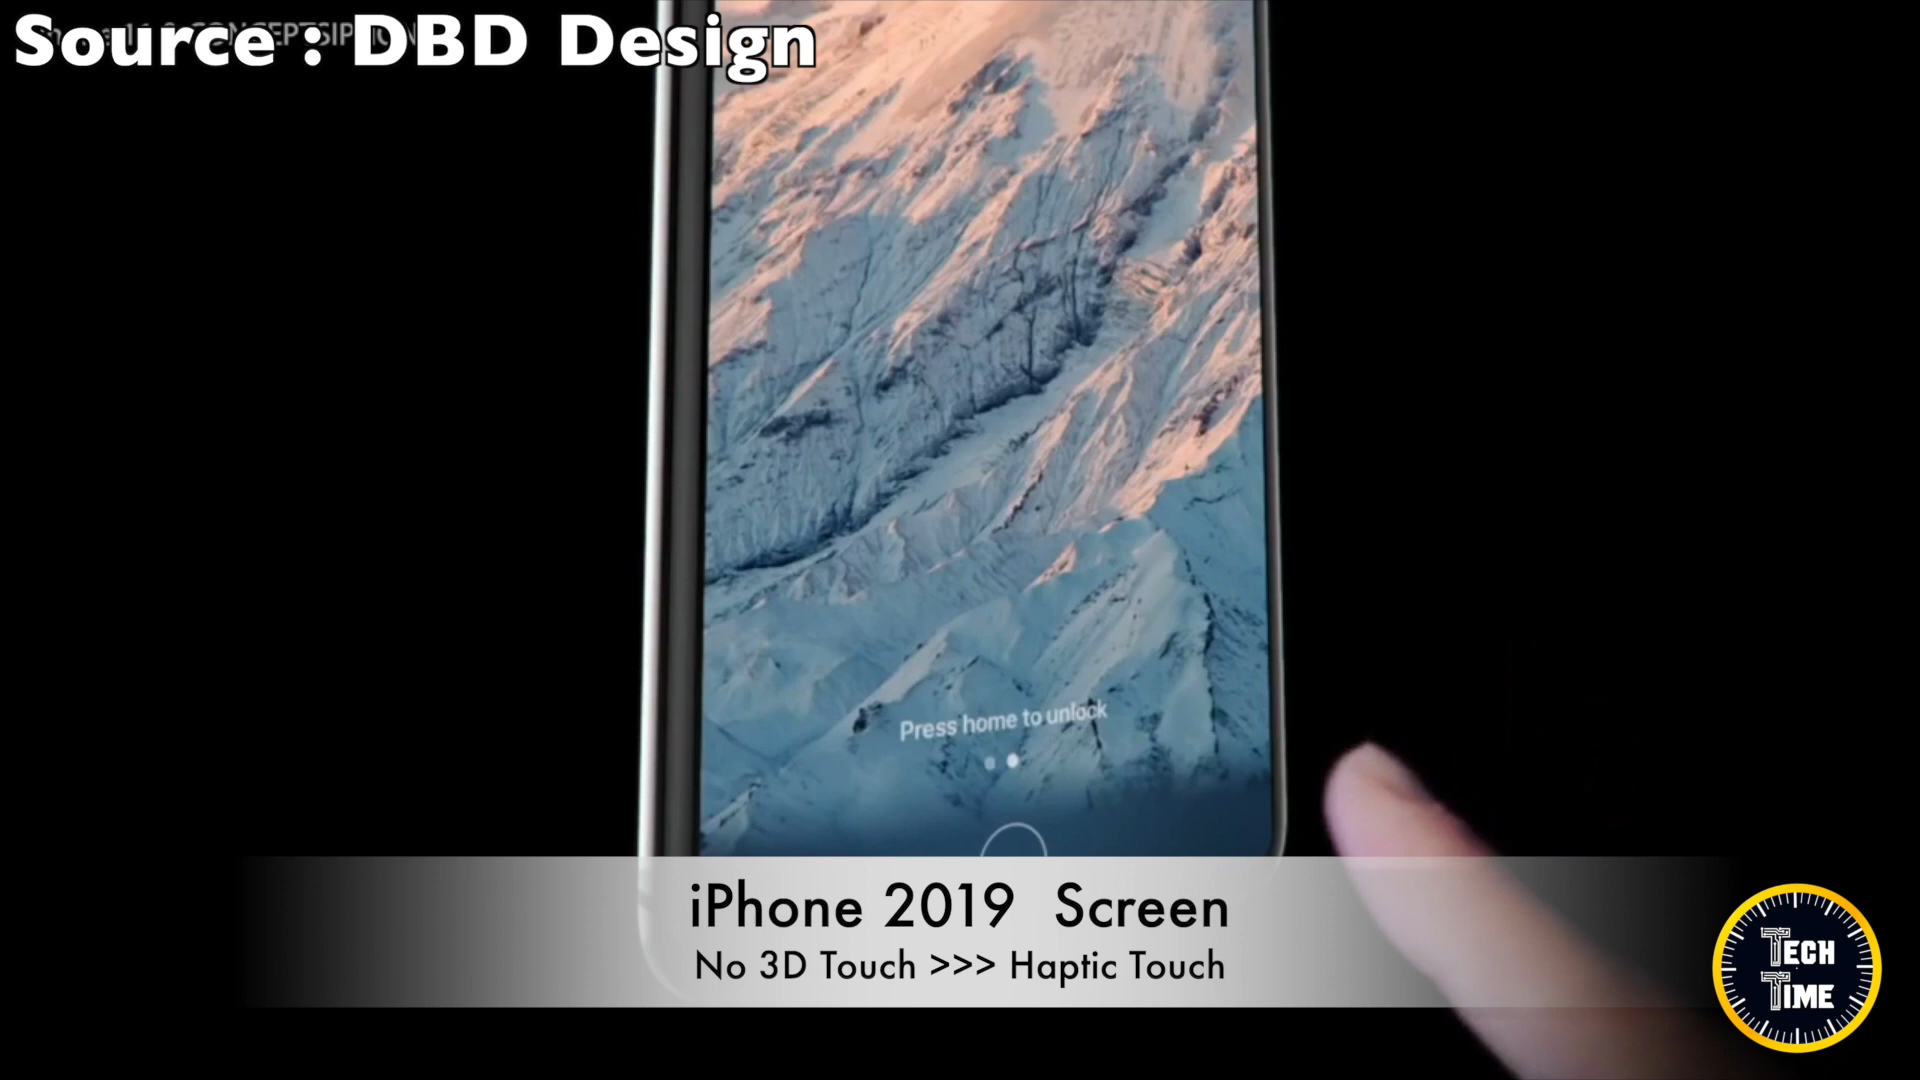 Source : DBD Design
Press home to unlock
iPhone 2019 Screen
No 3D Touch >>> Haptic Touch
TECH
TIME